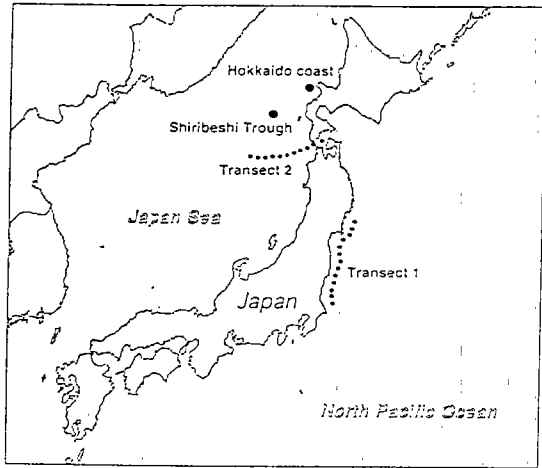 Hokkaido coast
Shiribeshi Trough
Transect 2
Japan Sea
Transect 1
Japan
North Pacific Ocean